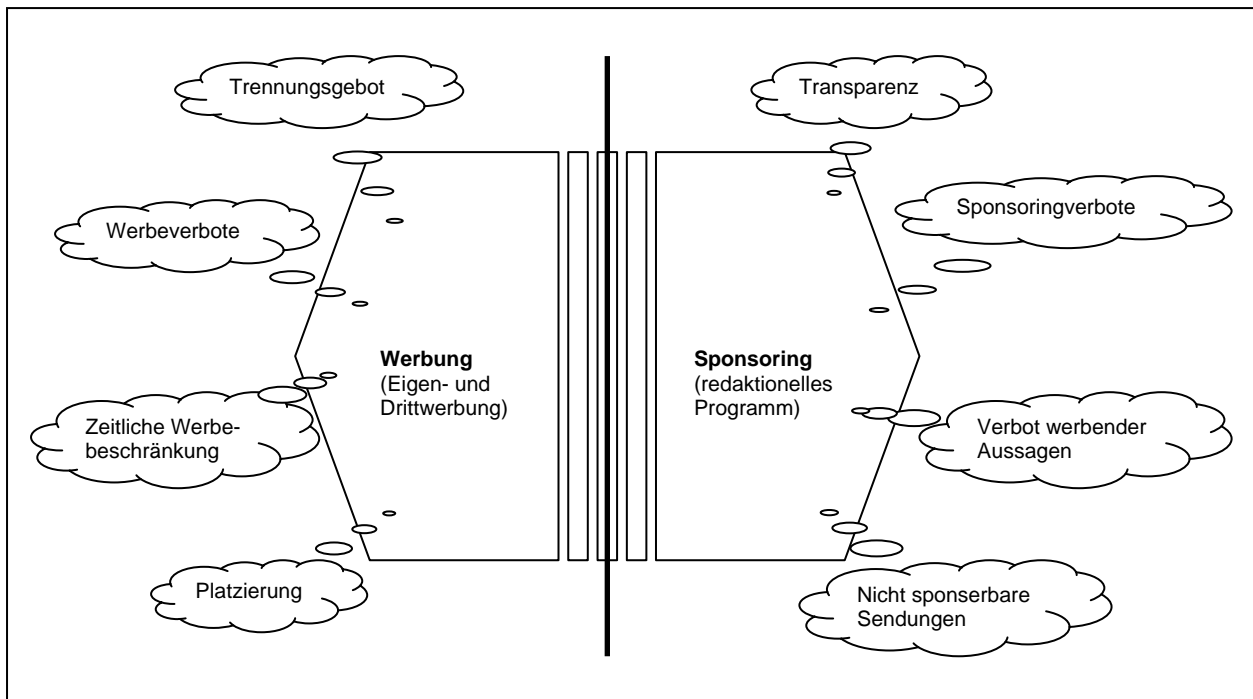 Trennungsgebot
Transparenz
Werbeverbote
Sponsoringverbote
Werbung
(Eigen- und
Drittwerbung)
Sponsoring
(redaktionelles
Programm)
Zeitliche Werbe-
beschränkung
Verbot werbender
Aussagen
Platzierung
Nicht sponserbare
Sendungen